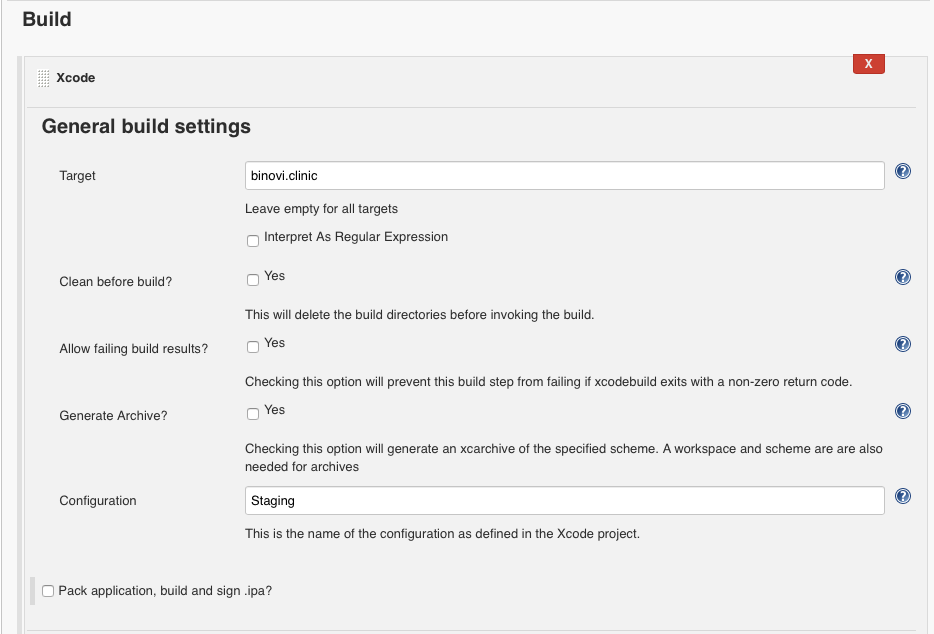 Build
X
Xcode
General build settings
Target
binovi.clinic
?
Leave empty for all targets
Interpret As Regular Expression
Clean before build?
Yes
?
This will delete the build directories before invoking the build.
Allow failing build results?
Yes
?
Checking this option will prevent this build step from failing if xcodebuild exits with a non-zero return code.
Generate Archive?
Yes
?
Checking this option will generate an xcarchive of the specified scheme. A workspace and scheme are are also
needed for archives
Configuration
Staging
?
This is the name of the configuration as defined in the Xcode project.
Pack application, build and sign .ipa?